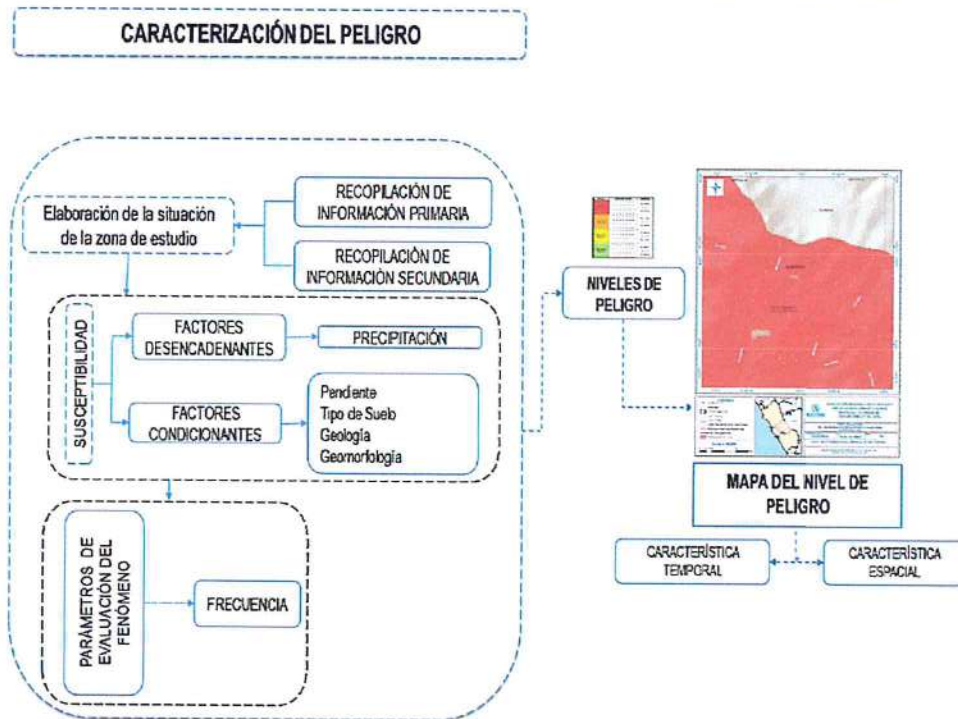 CARACTERIZACIÓN DEL PELIGRO
Elaboración de la situación
de la zona de estudio
RECOPILACIÓN DE
INFORMACIÓN PRIMARIA
RECOPILACIÓN DE
INFORMACIÓN SECUNDARIA
SUSCEPTIBILIDAD
FACTORES
DESENCADENANTES
PRECIPITACIÓN
FACTORES
CONDICIONANTES
Pendiente
Tipo de Suelo
Geología
Geomorfología
PARÁMETROS DE
EVALUACIÓN DEL
FENÓMENO
FRECUENCIA
NIVELES DE
PELIGRO
MAPA DEL NIVEL DE
PELIGRO
CARACTERÍSTICA
TEMPORAL
CARACTERÍSTICA
ESPACIAL